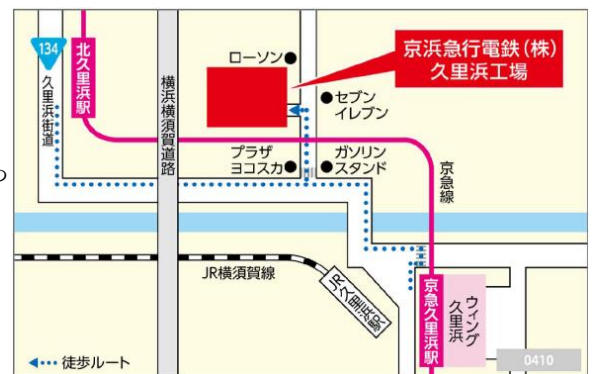 134
久里浜街道
北久里浜駅
横浜横須賀道路
ローソン
京浜急行電鉄(株)
久里浜工場
セブン
イレブン
プラザ
ヨコスカ
ガソリン
スタンド
京急線
JR横須賀線
JR久里浜駅
京急久里浜駅
ウィング
久里浜
徒歩ルート
0410